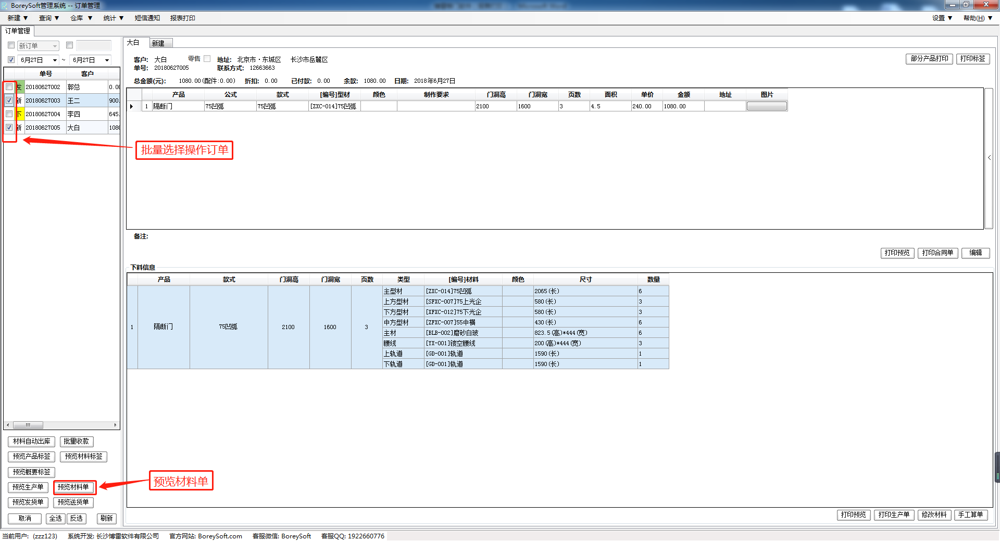 BoreySoft管理系统 -- 订单管理
新建 ▼ 查询 ▼ 仓库 ▼ 统计 ▼ 短信通知 报表打印 设置 ▼ 帮助(H) ▼
订单管理
新订单
6月27日 ~ 6月27日
单号 客户
发 20180627002 郭总 0.00
新 20180627003 王二 900.
下 20180627004 李四 645.
新 20180627005 大白 1080
大白 新建
客户: 大白 零售 地址: 北京市·东城区 长沙市岳麓区 部分产品打印 打印标签
单号: 20180627005 联系方式: 12663663
总金额(元): 1080.00(配件:0.00) 折扣: 0.00 已付款: 0.00 余款: 1080.00 日期: 2018年6月27日
产品 公式 款式 [编号]型材 颜色 制作要求 门洞高 门洞宽 页数 面积 单价 金额 地址 图片
1 隔断门 75凹弧 75凹弧 [ZXC-014]75凹弧 2100 1600 3 4.5 240.00 1080.00
批量选择操作订单
备注:
打印预览 打印合同单 编辑
下料信息
产品 款式 门洞高 门洞宽 页数 类型 [编号]材料 颜色 尺寸 数量
1 隔断门 75凹弧 2100 1600 3
主型材 [ZXC-014]75凹弧 2065(长) 6
上方型材 [SFXC-007]75上光企 580(长) 3
下方型材 [XFXC-012]75下光企 580(长) 3
中方型材 [ZFXC-007]55中横 430(长) 6
主材 [BLB-002]磨砂白玻 823.5(高)*444(宽) 6
腰线 [YX-001]镂空腰线 200(高)*444(宽) 3
上轨道 [GD-001]轨道 1590(长) 1
下轨道 [GD-001]轨道 1590(长) 1
材料自动出库 批量收款
预览产品标签 预览材料标签
预览概要标签
预览生产单 预览材料单
预览材料单
预览发货单 预览送货单
取消 全选 反选 刷新
打印预览 打印生产单 修改材料 手工算单
当前用户: (zzz123) 系统开发: 长沙博雷软件有限公司 官方网站: BoreySoft.com 客服微信: BoreySoft 客服QQ: 1922660776